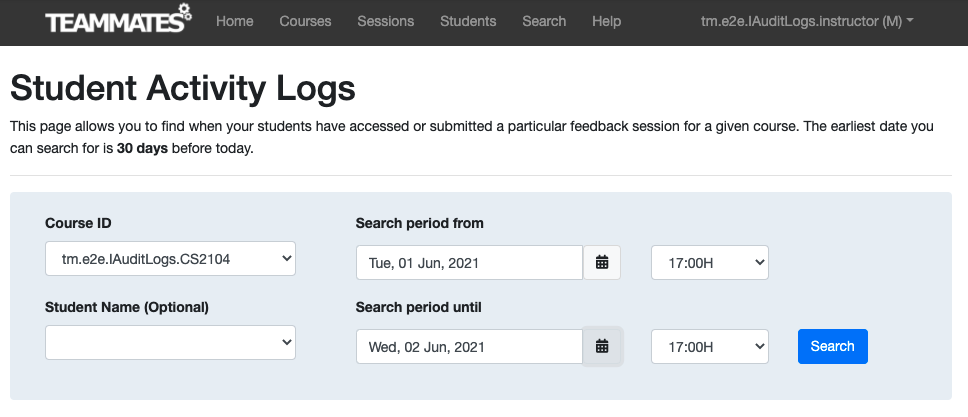 TEAMMATES Home Courses Sessions Students Search Help tm.e2e.IAuditLogs.instructor (M)
Student Activity Logs
This page allows you to find when your students have accessed or submitted a particular feedback session for a given course. The earliest date you
can search for is 30 days before today.
Course ID Search period from
tm.e2e.IAuditLogs.CS2104 Tue, 01 Jun, 2021 17:00H
Student Name (Optional) Search period until
Wed, 02 Jun, 2021 17:00H Search